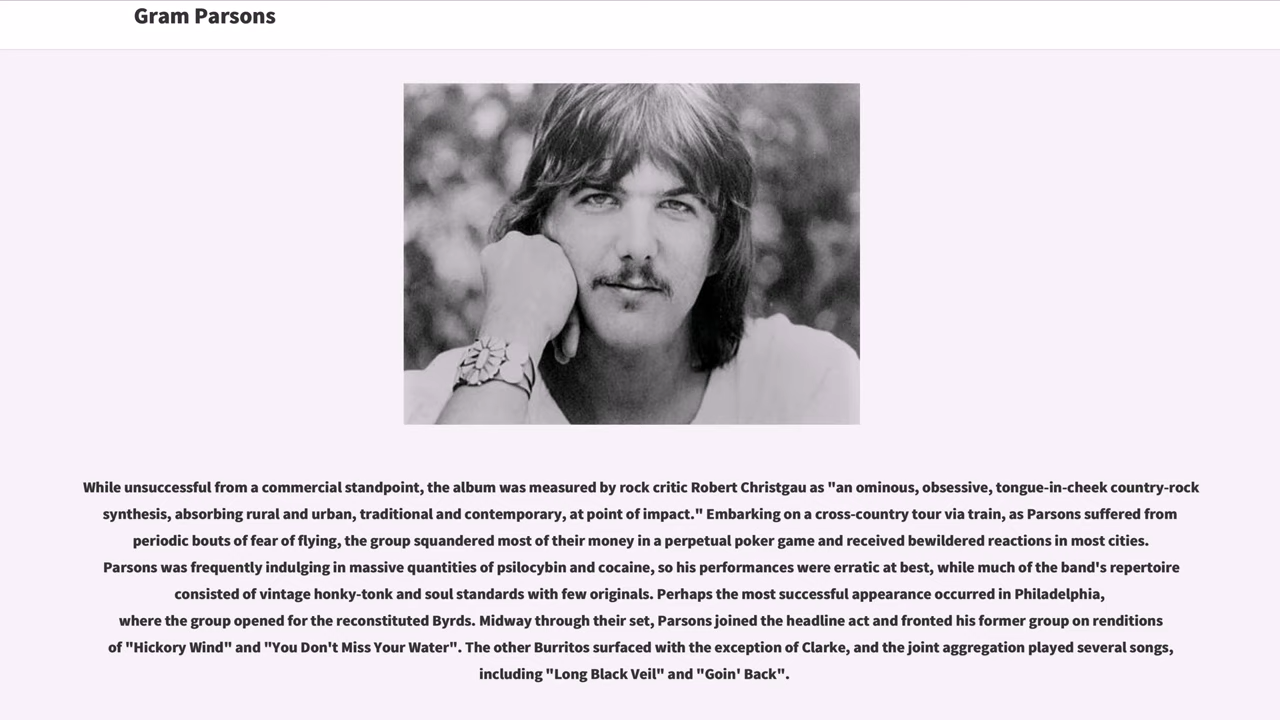 Gram Parsons
While unsuccessful from a commercial standpoint, the album was measured by rock critic Robert Christgau as "an ominous, obsessive, tongue-in-cheek country-rock
synthesis, absorbing rural and urban, traditional and contemporary, at point of impact." Embarking on a cross-country tour via train, as Parsons suffered from
periodic bouts of fear of flying, the group squandered most of their money in a perpetual poker game and received bewildered reactions in most cities.
Parsons was frequently indulging in massive quantities of psilocybin and cocaine, so his performances were erratic at best, while much of the band's repertoire
consisted of vintage honky-tonk and soul standards with few originals. Perhaps the most successful appearance occurred in Philadelphia,
where the group opened for the reconstituted Byrds. Midway through their set, Parsons joined the headline act and fronted his former group on renditions
of "Hickory Wind" and "You Don't Miss Your Water". The other Burritos surfaced with the exception of Clarke, and the joint aggregation played several songs,
including "Long Black Veil" and "Goin' Back".